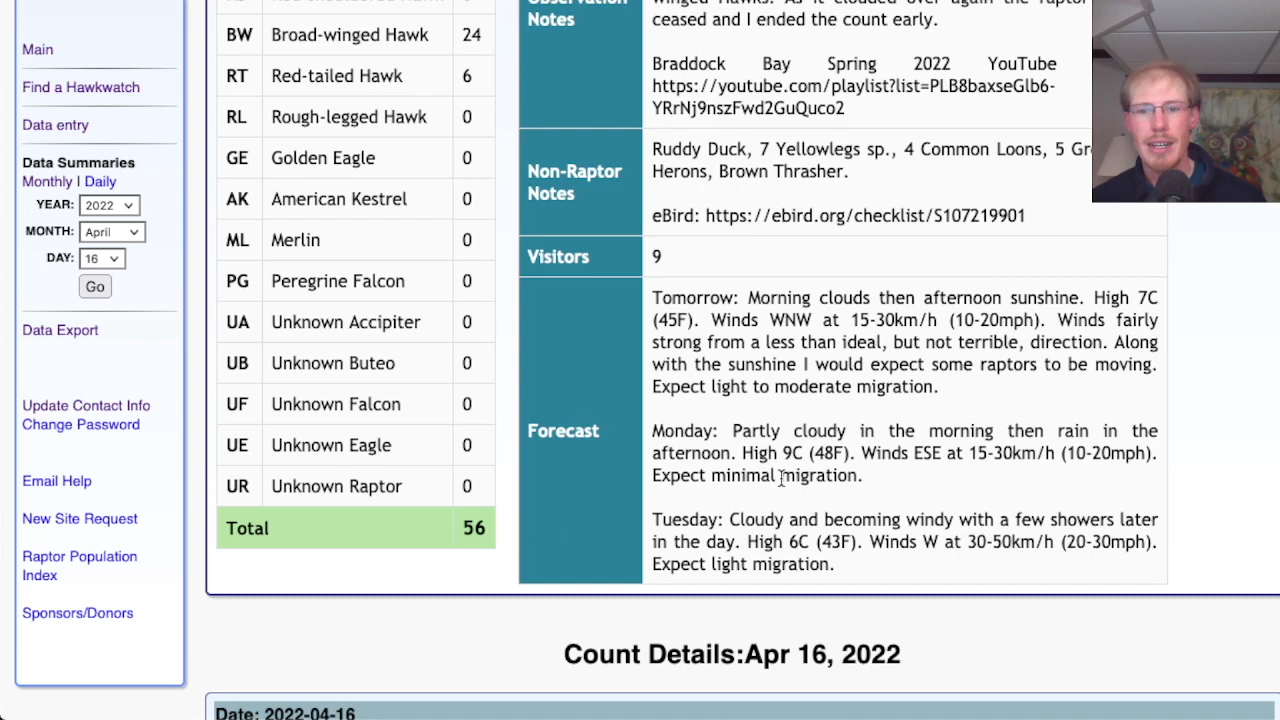 Main
Find a Hawkwatch
Data entry
Data Summaries
Monthly | Daily
YEAR: 2022
MONTH: April
DAY: 16
Go
Data Export
Update Contact Info
Change Password
Email Help
New Site Request
Raptor Population
Index
Sponsors/Donors
BW Broad-winged Hawk 24
RT Red-tailed Hawk 6
RL Rough-legged Hawk 0
GE Golden Eagle 0
AK American Kestrel 0
ML Merlin 0
PG Peregrine Falcon 0
UA Unknown Accipiter 0
UB Unknown Buteo 0
UF Unknown Falcon 0
UE Unknown Eagle 0
UR Unknown Raptor 0
Total 56
Notes
winged Hawks. As it clouded over again the raptor
ceased and I ended the count early.
Braddock Bay Spring 2022 YouTube
https://youtube.com/playlist?list=PLB8baxseGlb6-
YRrNj9nszFwd2GuQuco2
Non-Raptor
Notes
Ruddy Duck, 7 Yellowlegs sp., 4 Common Loons, 5
Herons, Brown Thrasher.
eBird: https://ebird.org/checklist/S107219901
Visitors 9
Forecast
Tomorrow: Morning clouds then afternoon sunshine. High 7C
(45F). Winds WNW at 15-30km/h (10-20mph). Winds fairly
strong from a less than ideal, but not terrible, direction. Along
with the sunshine I would expect some raptors to be moving.
Expect light to moderate migration.
Monday: Partly cloudy in the morning then rain in the
afternoon. High 9C (48F). Winds ESE at 15-30km/h (10-20mph).
Expect minimal migration.
Tuesday: Cloudy and becoming windy with a few showers later
in the day. High 6C (43F). Winds W at 30-50km/h (20-30mph).
Expect light migration.
Count Details:Apr 16, 2022
Date: 2022-04-16